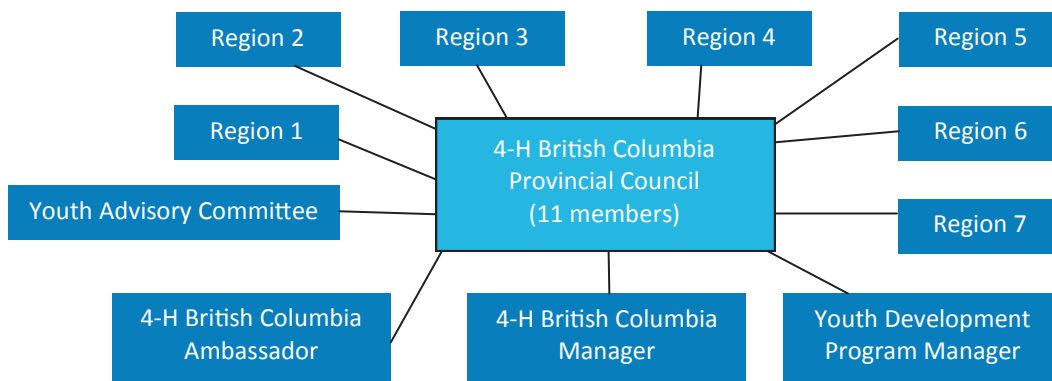 Region 2
Region 3
Region 4
Region 5
Region 1
4-H British Columbia
Provincial Council
(11 members)
Region 6
Youth Advisory Committee
Region 7
4-H British Columbia
Ambassador
4-H British Columbia
Manager
Youth Development
Program Manager